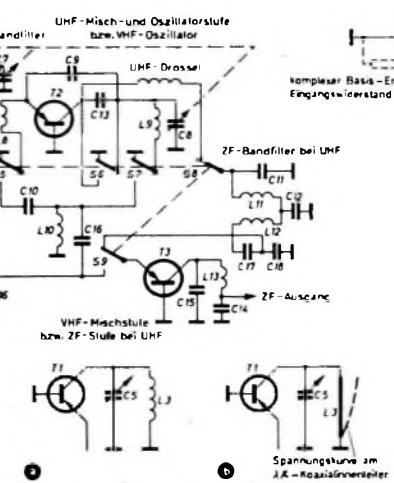 UHF-Misch-und Oszillatorstufe
bzw. VHF-Oszillator
C9
UHF-Drossel
T2
C13
L9
C8
komplexer Basis-
Eingangswiderstand
S6
S7
S8
ZF-Bandfilter bei UHF
C10
C11
L11
C12
L10
C16
L12
S9
T3
C17
C18
L13
C15
C14
ZF-Ausgang
VHF-Mischstufe
bzw. ZF-Stufe bei UHF
T1
C5
L3
T1
C5
L3
a
b
Spannungskurve am
λ/4-Koaxialinnenleiter